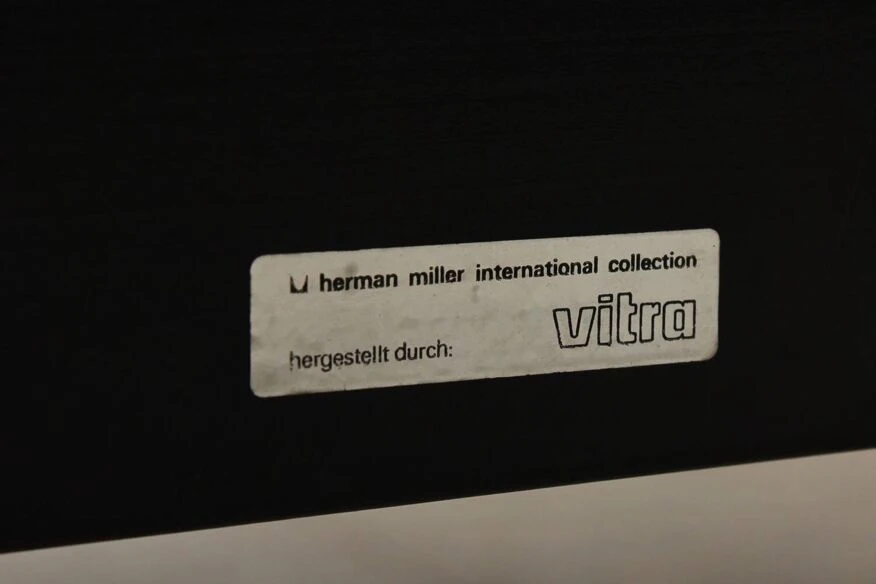 herman miller international collection
vitra
hergestellt durch: